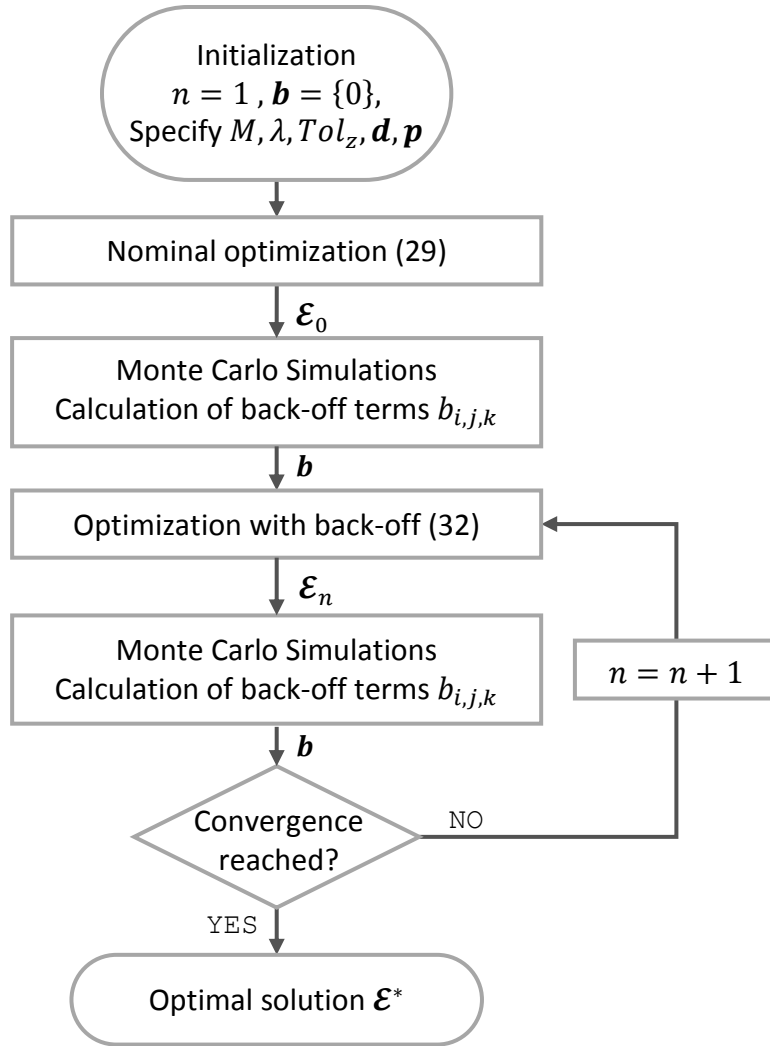 Initialization
n = 1 , b = {0},
Specify M, λ, Tol_z, d, p
Nominal optimization (29)
ℰ_0
Monte Carlo Simulations
Calculation of back-off terms b_{i,j,k}
b
Optimization with back-off (32)
ℰ_n
Monte Carlo Simulations
Calculation of back-off terms b_{i,j,k}
n = n + 1
b
Convergence
reached?
NO
YES
Optimal solution ℰ*